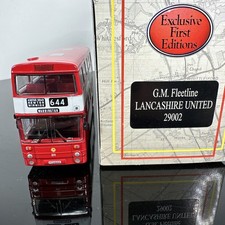 Exclusive
First
Editions
644
G.M. Fleetline
LANCASHIRE UNITED
29002